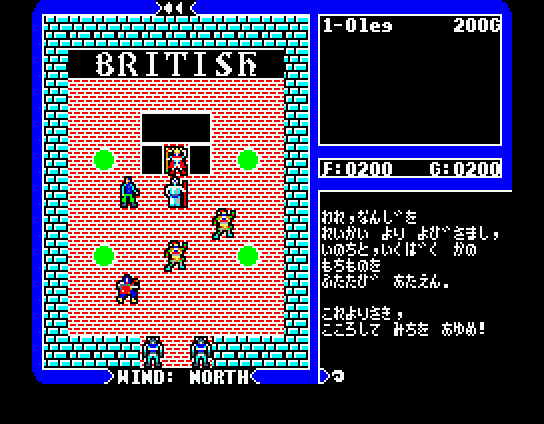 BRITISH
1-Oleg 200G
F:0200 G:0200
われ,なんじを
れいかい より よびさまし,
いのちと,いくばく かの
もちものを
ふたたび あたえん.
これよりさき,
こころして みちを あゆめ!
WIND: NORTH